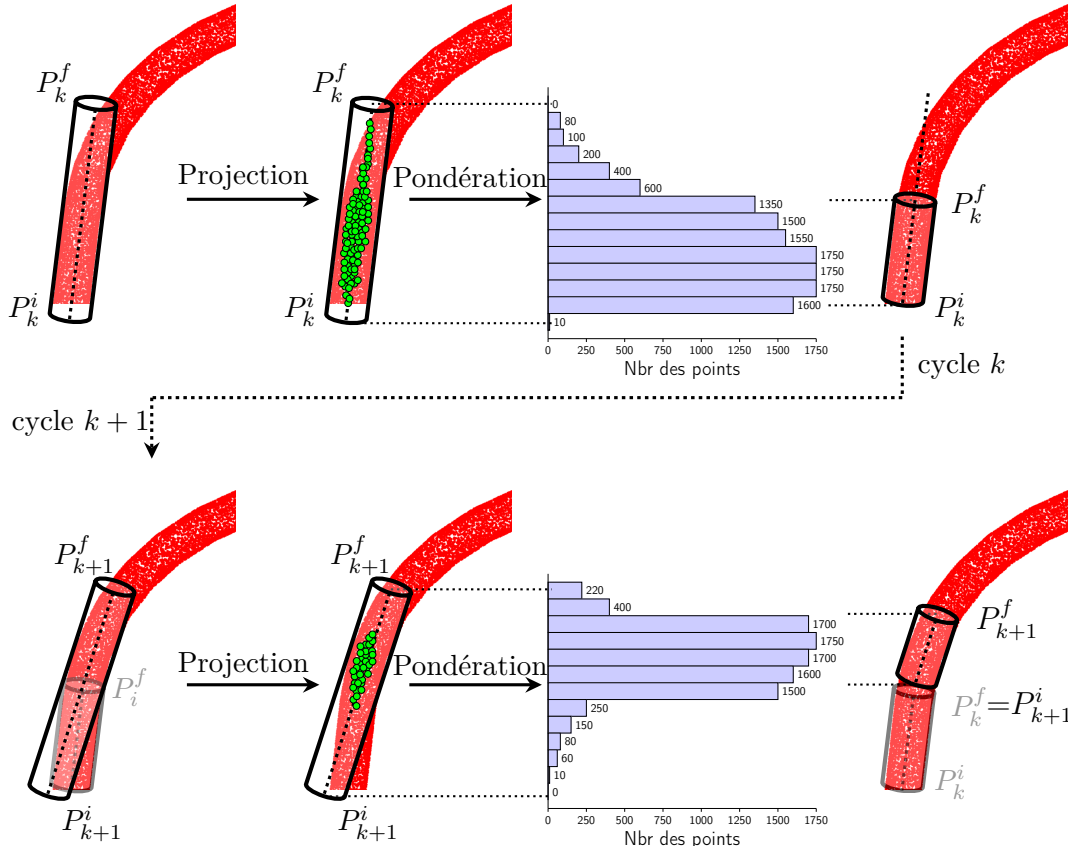 P_k^f
P_k^i
Projection
P_k^f
P_k^i
Pondération
0
80
100
200
400
600
1350
1500
1550
1750
1750
1750
1600
10
0 250 500 750 1000 1250 1500 1750
Nbr des points
P_k^f
P_k^i
cycle k
cycle k + 1
P_{k+1}^f
P_i^f
P_{k+1}^i
Projection
P_{k+1}^f
P_{k+1}^i
Pondération
220
400
1700
1750
1700
1600
1500
250
150
80
60
10
0
0 250 500 750 1000 1250 1500 1750
Nbr des points
P_{k+1}^f
P_k^f=P_{k+1}^i
P_k^i